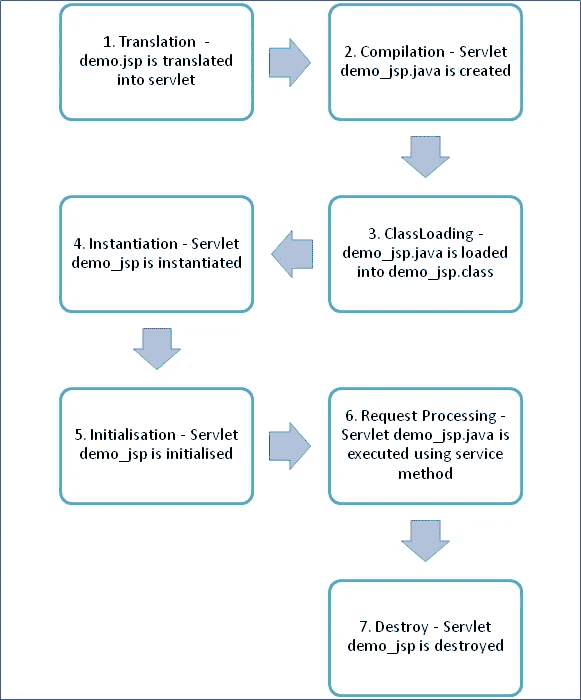 1. Translation -
demo.jsp is translated
into servlet
2. Compilation - Servlet
demo_jsp.java is created
3. ClassLoading -
demo_jsp.java is loaded
into demo_jsp.class
4. Instantiation - Servlet
demo_jsp is instantiated
5. Initialisation - Servlet
demo_jsp is initialised
6. Request Processing -
Servlet demo_jsp.java is
executed using service
method
7. Destroy - Servlet
demo_jsp is destroyed